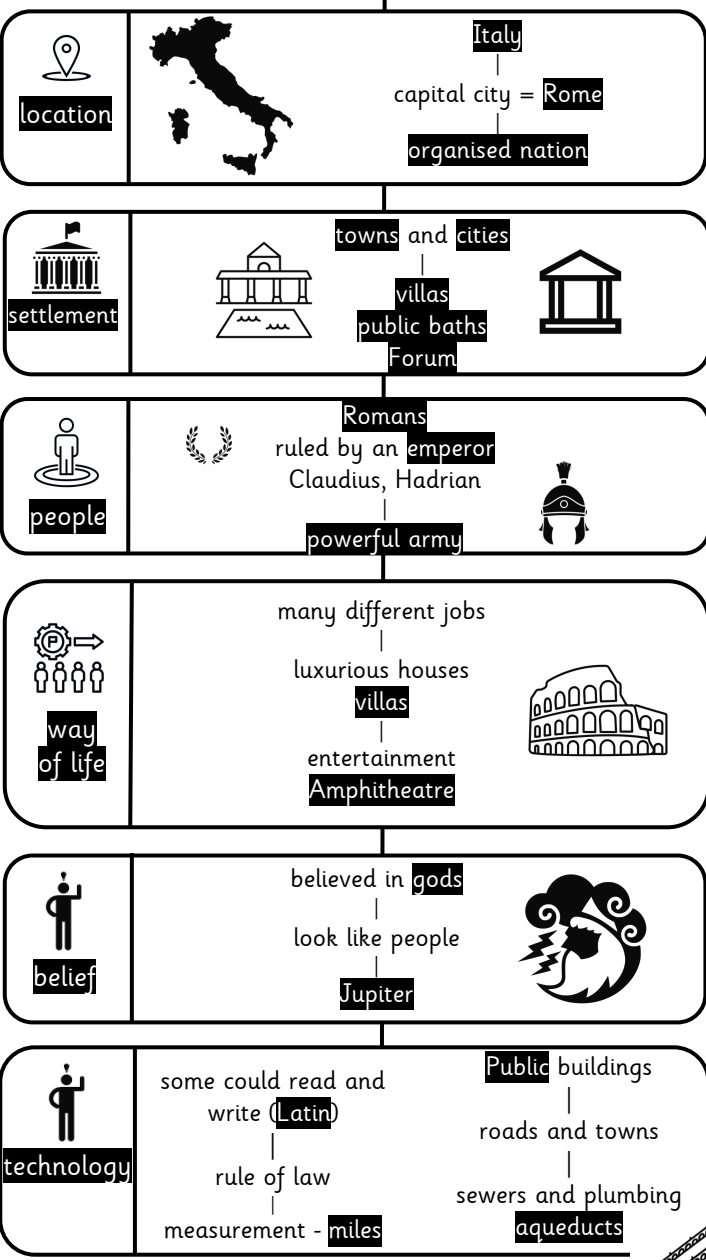 location
Italy
capital city = Rome
organised nation
settlement
towns and cities
villas
public baths
Forum
people
Romans
ruled by an emperor
Claudius, Hadrian
powerful army
way
of life
many different jobs
luxurious houses
villas
entertainment
Amphitheatre
belief
believed in gods
look like people
Jupiter
technology
some could read and
write (Latin)
rule of law
measurement - miles
Public buildings
roads and towns
sewers and plumbing
aqueducts